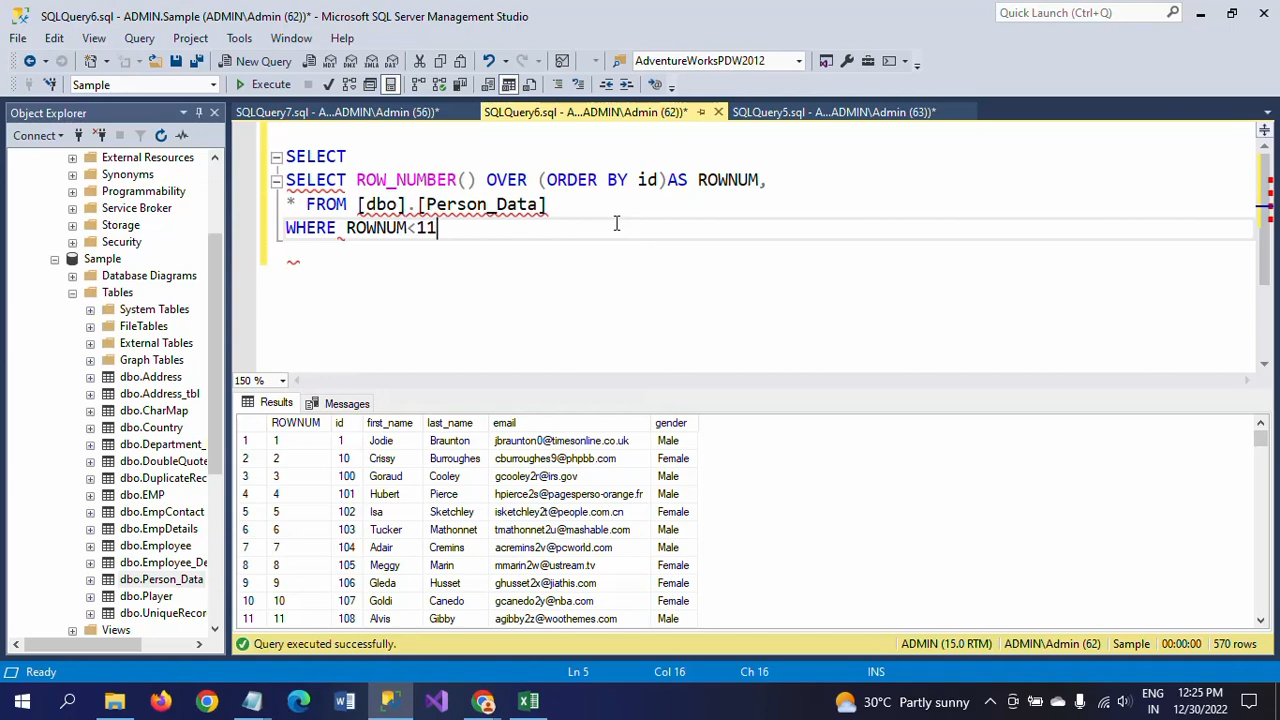 SQLQuery6.sql - ADMIN.Sample (ADMIN\Admin (62))* - Microsoft SQL Server Management Studio
Quick Launch (Ctrl+Q)
File Edit View Query Project Tools Window Help
New Query AdventureWorksPDW2012
Sample Execute
Object Explorer
SQLQuery7.sql - A...ADMIN\Admin (56))*
SQLQuery6.sql - A...ADMIN\Admin (62))*
SQLQuery5.sql - A...ADMIN\Admin (63))*
Connect
External Resources
Synonyms
Programmability
Service Broker
Storage
Security
Sample
Database Diagrams
Tables
System Tables
FileTables
External Tables
Graph Tables
dbo.Address
dbo.Address_tbl
dbo.CharMap
dbo.Country
dbo.Department_
dbo.DoubleQuote
dbo.DuplicateRec
dbo.EMP
dbo.EmpContact
dbo.EmpDetails
dbo.Employee
dbo.Employee_De
dbo.Person_Data
dbo.Player
dbo.UniqueRecor
Views
SELECT
SELECT ROW_NUMBER() OVER (ORDER BY id)AS ROWNUM,
* FROM [dbo].[Person_Data]
WHERE ROWNUM<11
150 %
Results Messages
ROWNUM id first_name last_name email gender
1 1 1 Jodie Braunton jbraunton0@timesonline.co.uk Male
2 2 10 Crissy Burroughes cburroughes9@phpbb.com Female
3 3 100 Goraud Cooley gcooley2r@irs.gov Male
4 4 101 Hubert Pierce hpierce2s@pagesperso-orange.fr Male
5 5 102 Isa Sketchley isketchley2t@people.com.cn Female
6 6 103 Tucker Mathonnet tmathonnet2u@mashable.com Male
7 7 104 Adair Cremins acremins2v@pcworld.com Male
8 8 105 Meggy Marin mmarin2w@ustream.tv Female
9 9 106 Gleda Husset ghusset2x@jiathis.com Female
10 10 107 Goldi Canedo gcanedo2y@nba.com Female
11 11 108 Alvis Gibby agibby2z@woothemes.com Male
Query executed successfully. ADMIN (15.0 RTM) ADMIN\Admin (62) Sample 00:00:00 570 rows
Ready Ln 5 Col 16 Ch 16 INS
30°C Partly sunny
ENG
IN
12:25 PM
12/30/2022